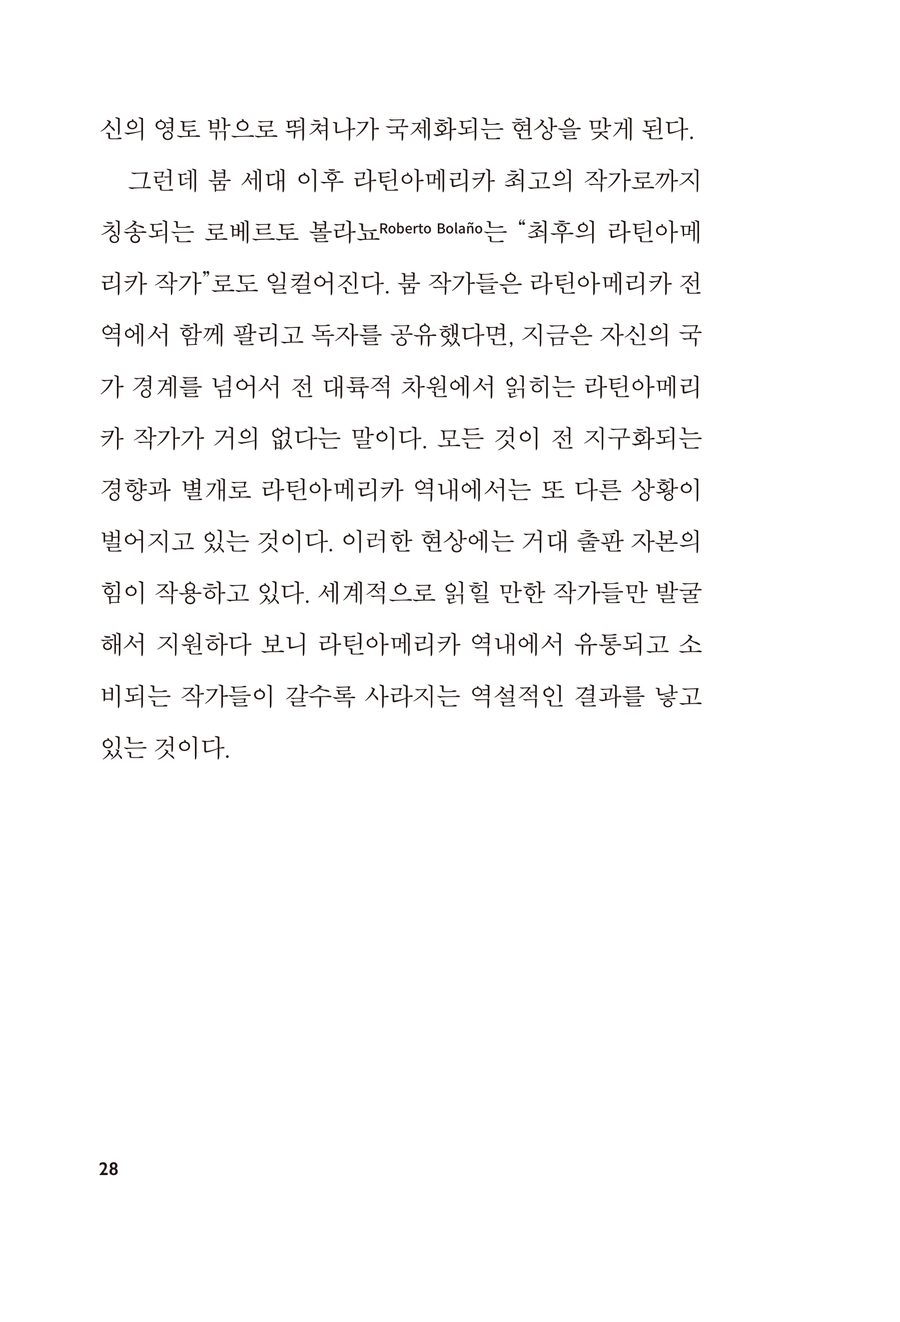 신의 영토 밖으로 뛰쳐나가 국제화되는 현상을 맞게 된다.
그런데 붐 세대 이후 라틴아메리카 최고의 작가로까지
칭송되는 로베르토 볼라뇨Roberto Bolaño는 “최후의 라틴아메
리카 작가”로도 일컬어진다. 붐 작가들은 라틴아메리카 전
역에서 함께 팔리고 독자를 공유했다면, 지금은 자신의 국
가 경계를 넘어서 전 대륙적 차원에서 읽히는 라틴아메리
카 작가가 거의 없다는 말이다. 모든 것이 전 지구화되는
경향과 별개로 라틴아메리카 역내에서는 또 다른 상황이
벌어지고 있는 것이다. 이러한 현상에는 거대 출판 자본의
힘이 작용하고 있다. 세계적으로 읽힐 만한 작가들만 발굴
해서 지원하다 보니 라틴아메리카 역내에서 유통되고 소
비되는 작가들이 갈수록 사라지는 역설적인 결과를 낳고
있는 것이다.
28